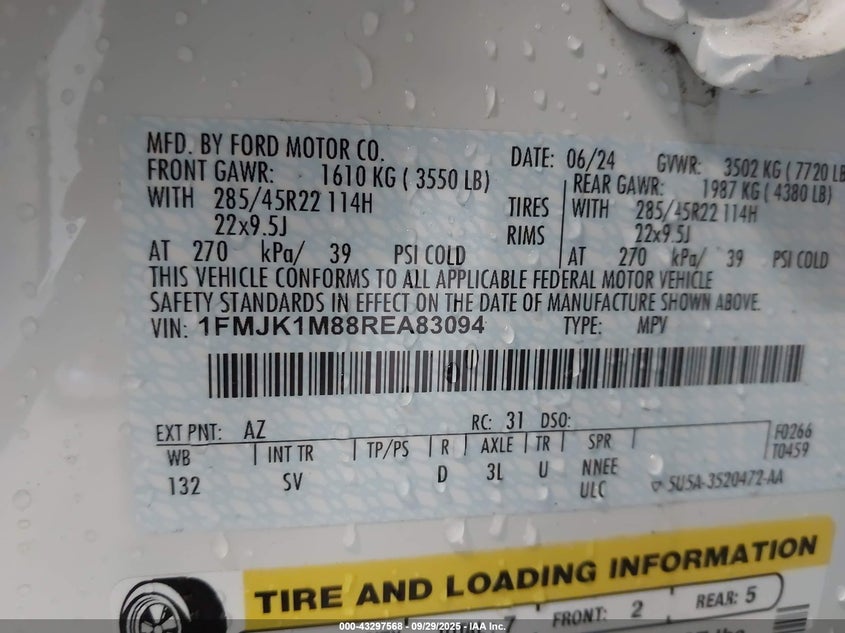 MFD. BY FORD MOTOR CO. DATE: 06/24 GVWR: 3502 KG ( 7720 LB
FRONT GAWR: 1610 KG ( 3550 LB) REAR GAWR: 1987 KG ( 4380 LB)
WITH 285/45R22 114H TIRES WITH 285/45R22 114H
22x9.5J RIMS 22x9.5J
AT 270 kPa/ 39 PSI COLD AT 270 kPa/ 39 PSI COLD
THIS VEHICLE CONFORMS TO ALL APPLICABLE FEDERAL MOTOR VEHICLE
SAFETY STANDARDS IN EFFECT ON THE DATE OF MANUFACTURE SHOWN ABOVE.
VIN: 1FMJK1M88REA83094 TYPE: MPV
EXT PNT: AZ RC: 31 DSO: F0266
WB INT TR TP/PS R AXLE TR SPR T0459
132 SV D 3L U NNEE
ULC 5U5A-3520472-AA
TIRE AND LOADING INFORMATION
7 FRONT: 2 REAR: 5
000-43297568 - 09/29/2025 - IAA Inc.